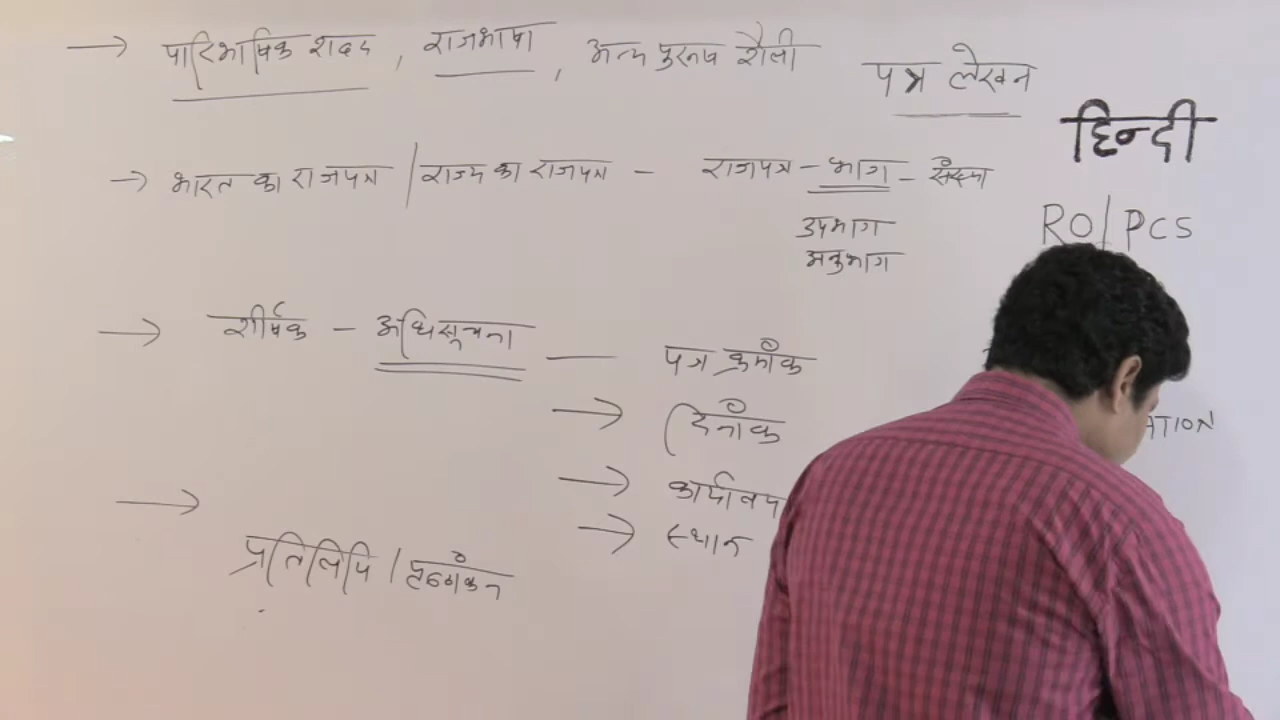 → पारिभाषिक शब्द , राजभाषा , अन्य पुरुष शैली
पत्र लेखन
हिन्दी
→ भारत का राजपत्र / राज्य का राजपत्र - राजपत्र - भाग - संख्या
उपभाग
अनुभाग
RO/PCS
→ शीर्षक - अधिसूचना — पत्र क्रमाँक
→ दिनाँक
ATION
→ कार्यालय
→ स्थान
→ प्रतिलिपि / पृष्ठांकन